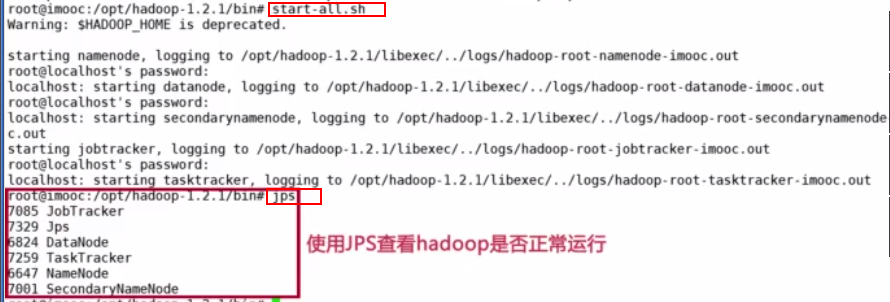 root@imooc:/opt/hadoop-1.2.1/bin# start-all.sh
Warning: $HADOOP_HOME is deprecated.
starting namenode, logging to /opt/hadoop-1.2.1/libexec/../logs/hadoop-root-namenode-imooc.out
root@localhost's password:
localhost: starting datanode, logging to /opt/hadoop-1.2.1/libexec/../logs/hadoop-root-datanode-imooc.out
root@localhost's password:
localhost: starting secondarynamenode, logging to /opt/hadoop-1.2.1/libexec/../logs/hadoop-root-secondarynamenode
c.out
starting jobtracker, logging to /opt/hadoop-1.2.1/libexec/../logs/hadoop-root-jobtracker-imooc.out
root@localhost's password:
localhost: starting tasktracker, logging to /opt/hadoop-1.2.1/libexec/../logs/hadoop-root-tasktracker-imooc.out
root@imooc:/opt/hadoop-1.2.1/bin# jps
7085 JobTracker
7329 Jps
6824 DataNode
7259 TaskTracker
6647 NameNode
7001 SecondaryNameNode
使用JPS查看hadoop是否正常运行